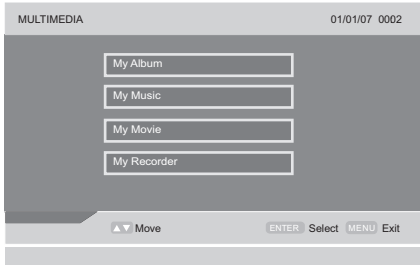 MULTIMEDIA 01/01/07 0002
My Album
My Music
My Movie
My Recorder
▲▼ Move ENTER Select MENU Exit